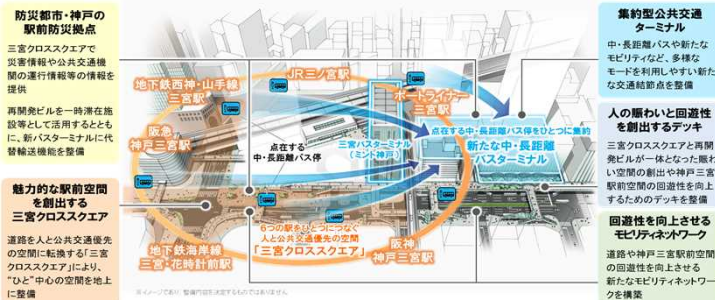 防災都市・神戸の
駅前防災拠点
三宮クロススクエアで
災害情報や公共交通機
関の運行情報等の情報を
提供
再開発ビルを一時滞在施
設等として活用するととも
に、新バスターミナルに代
替輸送機能を整備
魅力的な駅前空間
を創出する
三宮クロススクエア
道路を人と公共交通優先
の空間に転換する「三宮
クロススクエア」により、
"ひと"中心の空間を地上
に整備
JR三ノ宮駅
地下鉄西神・山手線
三宮駅
ポートライナー
三宮駅
阪急
神戸三宮駅
点在する
中・長距離バス停
三宮バスターミナル
(ミント神戸)
点在する中・長距離バス停をひとつに集約
新たな中・長距離
バスターミナル
6つの駅をひとつにつなぐ
人と公共交通優先の空間
「三宮クロススクエア」
地下鉄海岸線
三宮・花時計前駅
阪神
神戸三宮駅
※イメージであり、整備内容を決定するものではありません。
集約型公共交通
ターミナル
中・長距離バスや新たな
モビリティなど、多様な
モードを利用しやすい新た
な交通結節点を整備
人の賑わいと回遊性
を創出するデッキ
三宮クロススクエアと再開
発ビルが一体となった賑わ
い空間の創出や神戸三宮
駅前空間の回遊性を向上
するためのデッキを整備
回遊性を向上させる
モビリティネットワーク
道路や神戸三宮駅前空間
の回遊性を向上させる
新たなモビリティネットワー
クを構築